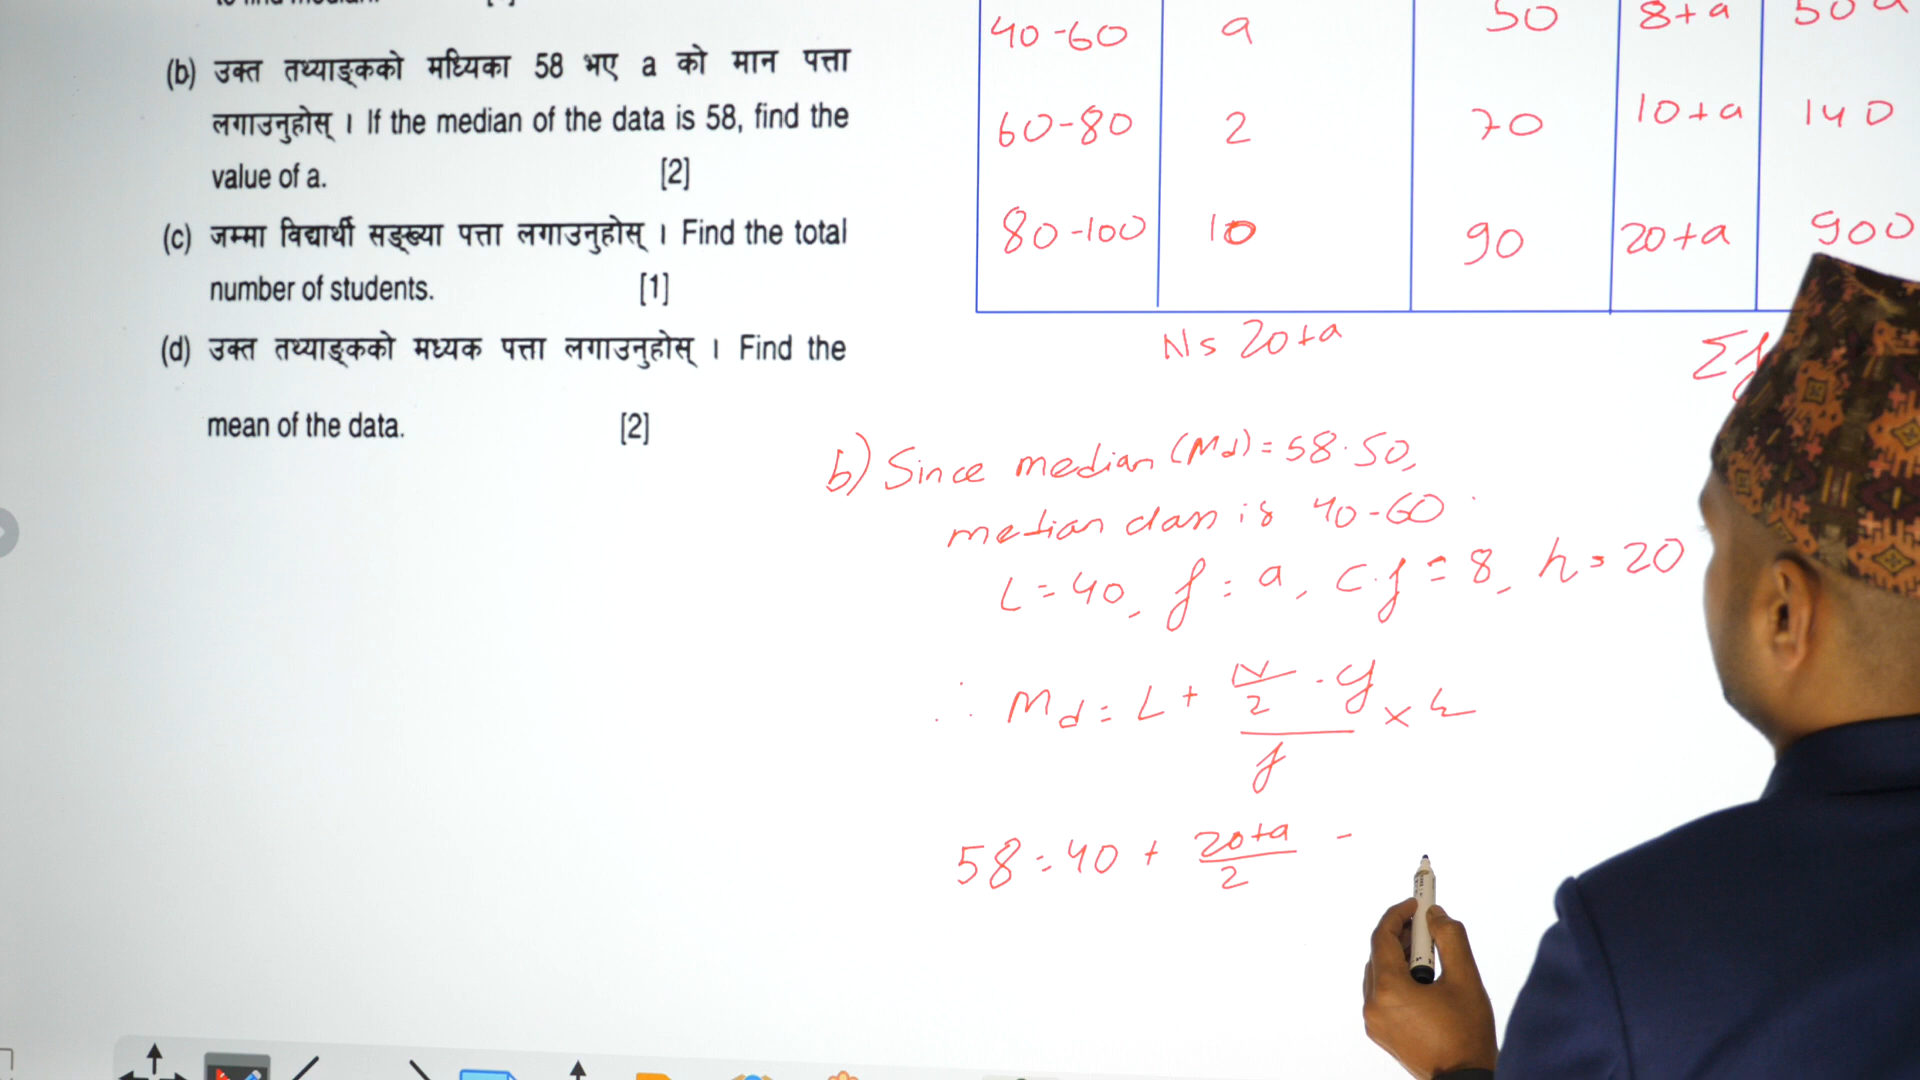 (b) उक्त तथ्याङ्कको मध्यिका 58 भए a को मान पत्ता
लगाउनुहोस् । If the median of the data is 58, find the
value of a. [2]
(c) जम्मा विद्यार्थी सङ्ख्या पत्ता लगाउनुहोस् । Find the total
number of students. [1]
(d) उक्त तथ्याङ्कको मध्यक पत्ता लगाउनुहोस् । Find the
mean of the data. [2]
40-60 a 50 8+a 50a
60-80 2 70 10+a 140
80-100 10 90 20+a 900
N = 20+a
b) Since median (Md) = 58.50,
median class is 40-60
L = 40, f = a, c.f = 8, h = 20
∴ Md = L + N/2 - cf / f × h
58 = 40 + 20+a / 2 -